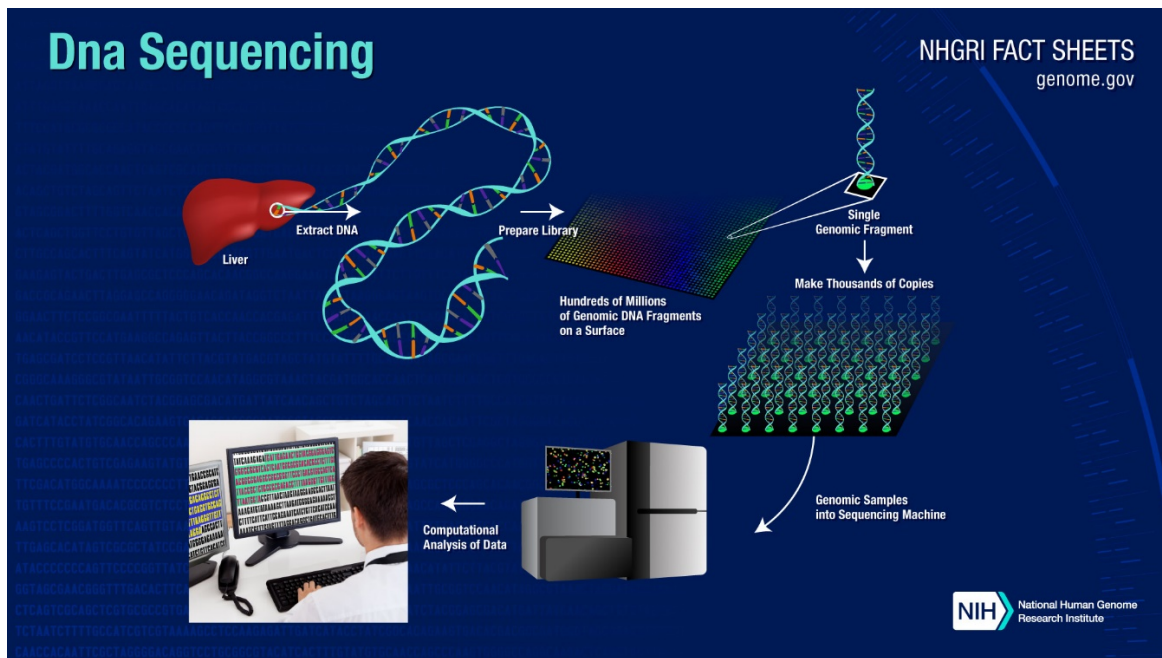 Dna Sequencing
NHGRI FACT SHEETS
genome.gov
Extract DNA
Liver
Prepare Library
Single
Genomic Fragment
Hundreds of Millions
of Genomic DNA Fragments
on a Surface
Make Thousands of Copies
Genomic Samples
into Sequencing Machine
Computational
Analysis of Data
NIH
National Human Genome
Research Institute